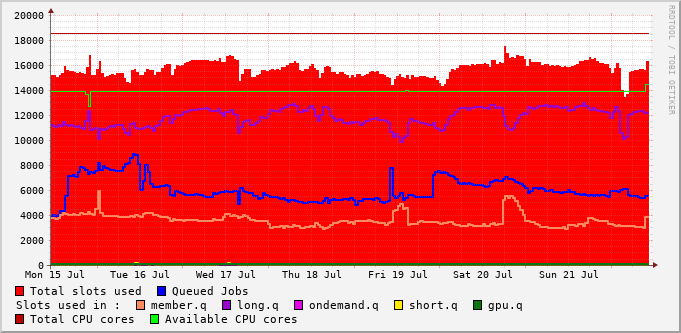 20000
18000
16000
14000
12000
10000
8000
6000
4000
2000
0
Mon 15 Jul Tue 16 Jul Wed 17 Jul Thu 18 Jul Fri 19 Jul Sat 20 Jul Sun 21 Jul
Total slots used Queued Jobs
Slots used in : member.q long.q ondemand.q short.q gpu.q
Total CPU cores Available CPU cores
RRDTOOL / TOBI OETIKER